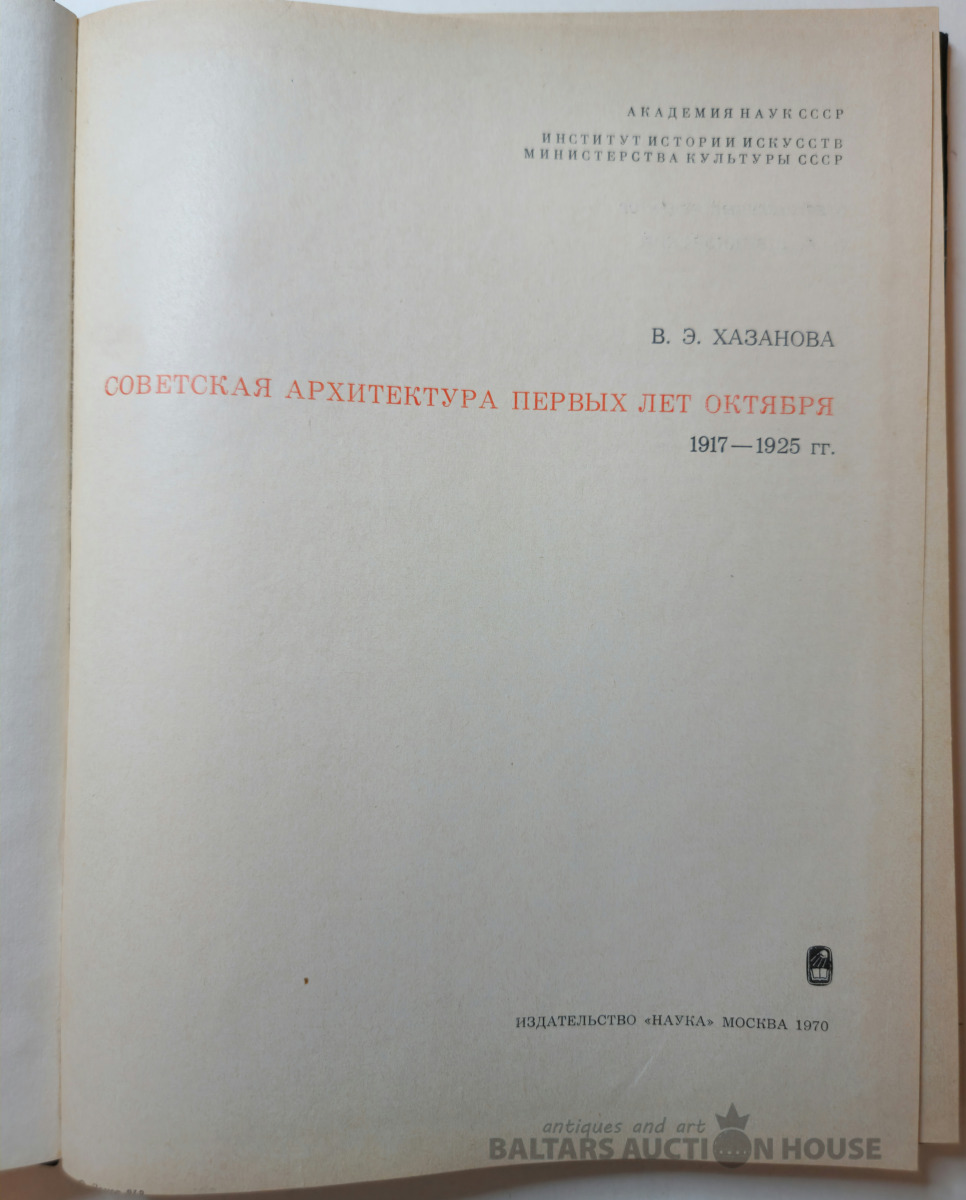 АКАДЕМИЯ НАУК СССР
ИНСТИТУТ ИСТОРИИ ИСКУССТВ
МИНИСТЕРСТВА КУЛЬТУРЫ СССР
В. Э. ХАЗАНОВА
СОВЕТСКАЯ АРХИТЕКТУРА ПЕРВЫХ ЛЕТ ОКТЯБРЯ
1917—1925 гг.
ИЗДАТЕЛЬСТВО «НАУКА» МОСКВА 1970
antiques and art
BALTARS AUCTION HOUSE